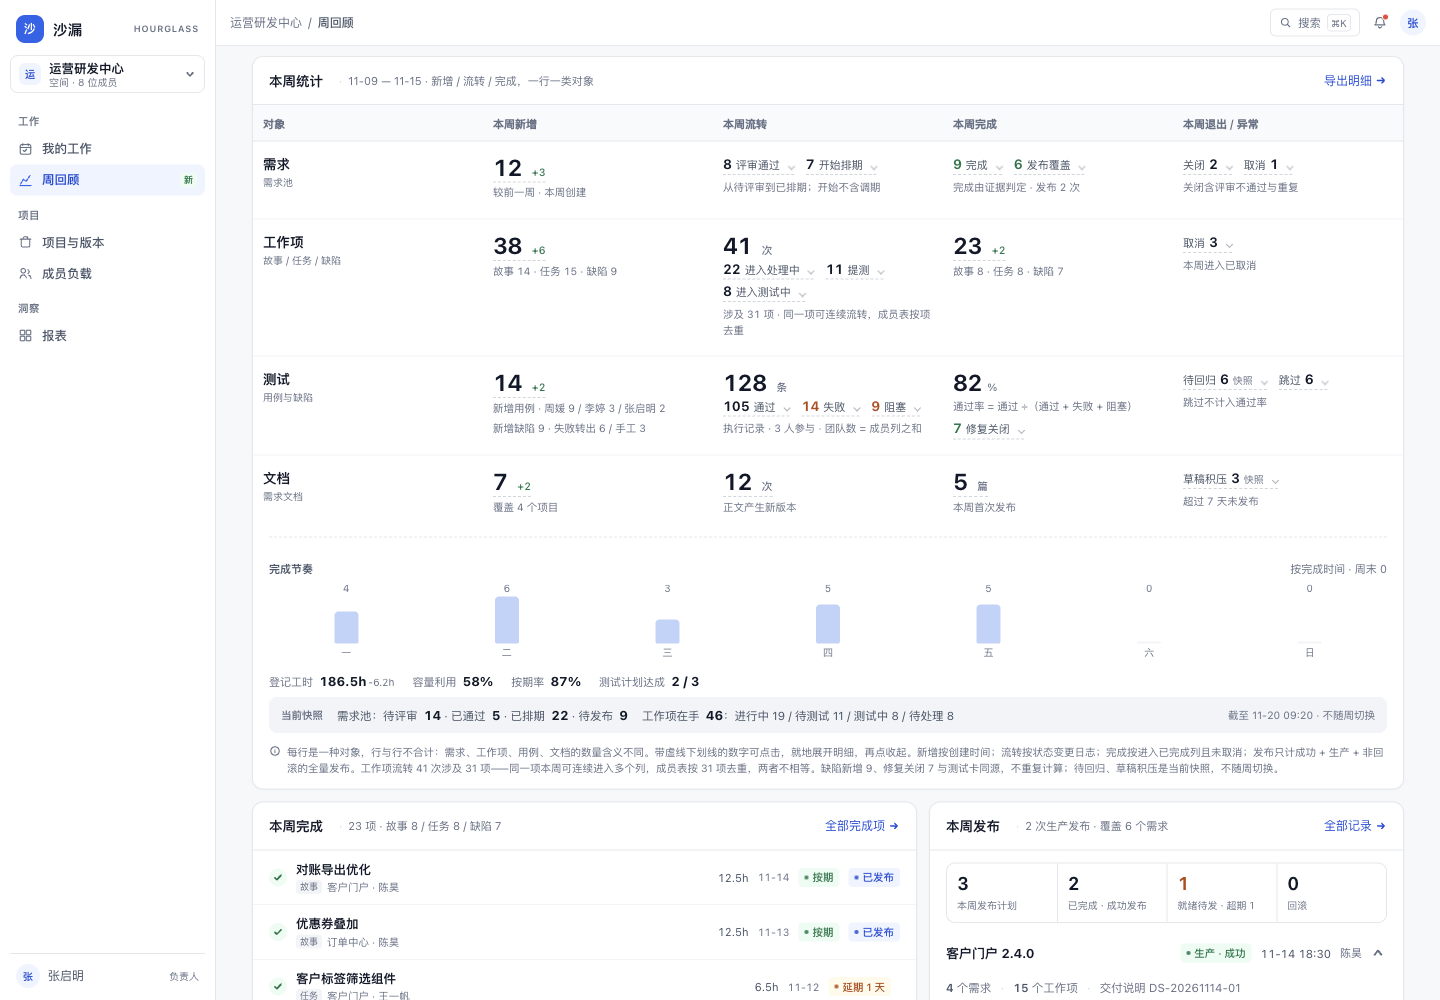 沙 沙漏 HOURGLASS
运 运营研发中心
空间 · 8 位成员
工作
我的工作
周回顾 新
项目
项目与版本
成员负载
洞察
报表
张 张启明 负责人
运营研发中心 / 周回顾 搜索 ⌘K 张
本周统计 · 11-09 — 11-15 · 新增 / 流转 / 完成，一行一类对象 导出明细 →
对象 本周新增 本周流转 本周完成 本周退出 / 异常
需求 12 +3 8 评审通过 7 开始排期 9 完成 6 发布覆盖 关闭 2 取消 1
需求池 较前一周 · 本周创建 从待评审到已排期；开始不含调期 完成由证据判定 · 发布 2 次 关闭含评审不通过与重复
工作项 38 +6 41 次 23 +2 取消 3
故事 / 任务 / 缺陷 故事 14 · 任务 15 · 缺陷 9 22 进入处理中 11 提测 故事 8 · 任务 8 · 缺陷 7 本周进入已取消
8 进入测试中
涉及 31 项 · 同一项可连续流转，成员表按项
去重
测试 14 +2 128 条 82 % 待回归 6 快照 跳过 6
用例与缺陷 新增用例 · 周媛 9 / 李婷 3 / 张启明 2 105 通过 14 失败 9 阻塞 通过率 = 通过 ÷（通过 + 失败 + 阻塞） 跳过不计入通过率
新增缺陷 9 · 失败转出 6 / 手工 3 执行记录 · 3 人参与 · 团队数 = 成员列之和 7 修复关闭
文档 7 +2 12 次 5 篇 草稿积压 3 快照
需求文档 覆盖 4 个项目 正文产生新版本 本周首次发布 超过 7 天未发布
完成节奏 按完成时间 · 周末 0
4 6 3 5 5 0 0
一 二 三 四 五 六 日
登记工时 186.5h -6.2h 容量利用 58% 按期率 87% 测试计划达成 2 / 3
当前快照 需求池：待评审 14 · 已通过 5 · 已排期 22 · 待发布 9 工作项在手 46：进行中 19 / 待测试 11 / 测试中 8 / 待处理 8 截至 11-20 09:20 · 不随周切换
每行是一种对象，行与行不合计：需求、工作项、用例、文档的数量含义不同。带虚线下划线的数字可点击，就地展开明细，再点收起。新增按创建时间；流转按状态变更日志；完成按进入已完成列且未取消；发布只计成功 + 生产 + 非回
滚的全量发布。工作项流转 41 次涉及 31 项——同一项本周可连续进入多个列，成员表按 31 项去重，两者不相等。缺陷新增 9、修复关闭 7 与测试卡同源，不重复计算；待回归、草稿积压是当前快照，不随周切换。
本周完成 · 23 项 · 故事 8 / 任务 8 / 缺陷 7 全部完成项 →
对账导出优化 12.5h 11-14 按期 已发布
故事 客户门户 · 陈昊
优惠券叠加 12.5h 11-13 按期 已发布
故事 订单中心 · 陈昊
客户标签筛选组件 6.5h 11-12 延期 1 天
任务 客户门户 · 王一帆
本周发布 · 2 次生产发布 · 覆盖 6 个需求 全部记录 →
3 2 1 0
本周发布计划 已完成 · 成功发布 就绪待发 · 超期 1 回滚
客户门户 2.4.0 生产 · 成功 11-14 18:30 陈昊
4 个需求 · 15 个工作项 · 交付说明 DS-20261114-01